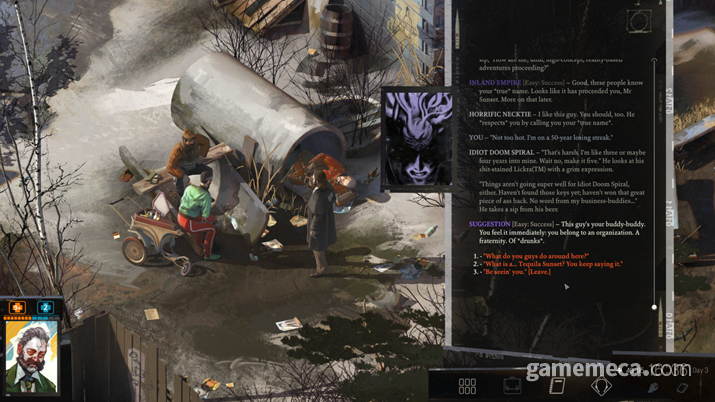 adventures proceeding?"
INLAND EMPIRE [Easy: Success] – Good, these people know
your *true* name. Looks like it has proceeded you, Mr
Sunset. More on that later.
HORRIFIC NECKTIE – I like this guy. You should, too. He
*respects* you by calling you your *true name*.
YOU – "Not too hot. I'm on a 50-year losing streak."
IDIOT DOOM SPIRAL – "That's harsh. I'm like three or maybe
four years into mine. Wait no, make it five." He looks at his
shit-stained Lickra(TM) with a grim expression.
"Things aren't going super well for Idiot Doom Spiral,
either. Haven't found those keys yet; haven't won that great
piece of ass back. No word from my business-buddies..."
He takes a sip from his beer.
SUGGESTION [Easy: Success] – This guy's your buddy-buddy.
You feel it immediately: you belong to an organization. A
fraternity. Of *drunks*.
1. - "What do you guys do around here?"
2. - "What is a... Tequila Sunset? You keep saying it."
3. - "Be seein' you." [Leave.]
gamemeca.com
Day 3